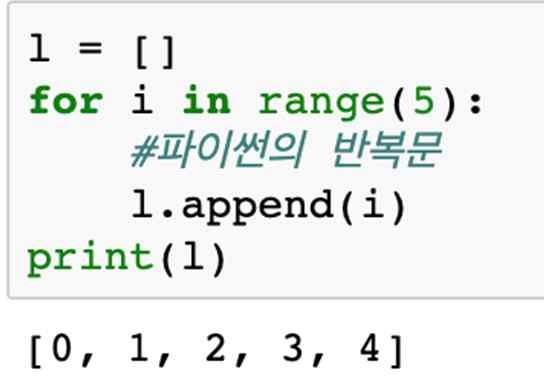 l = []
for i in range(5):
    #파이썬의 반복문
    l.append(i)
print(l)
[0, 1, 2, 3, 4]